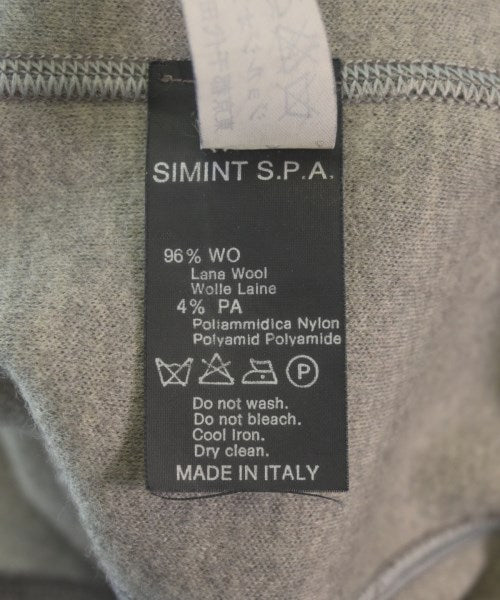 SIMINT S.P.A.
96% WO
Lana Wool
Wolle Laine
4% PA
Poliammidica Nylon
Polyamid Polyamide
P
Do not wash.
Do not bleach.
Cool Iron.
Dry clean.
MADE IN ITALY